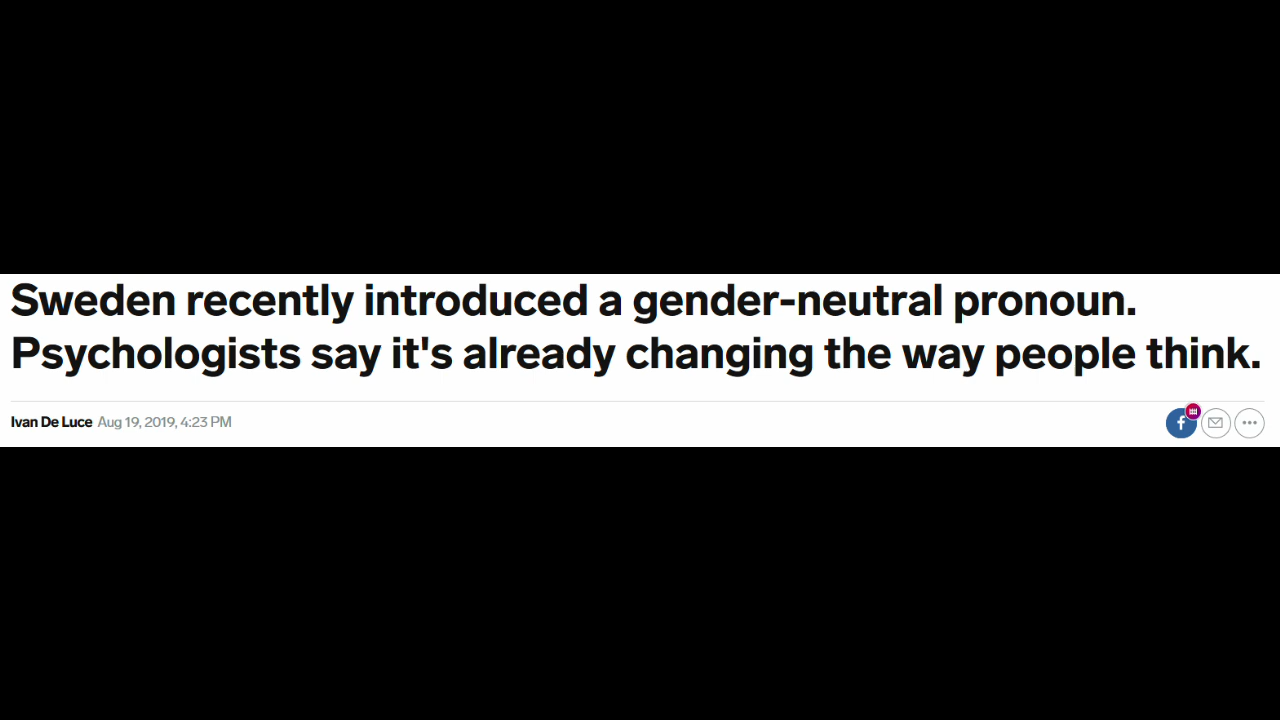 Sweden recently introduced a gender-neutral pronoun.
Psychologists say it's already changing the way people think.
Ivan De Luce Aug 19, 2019, 4:23 PM